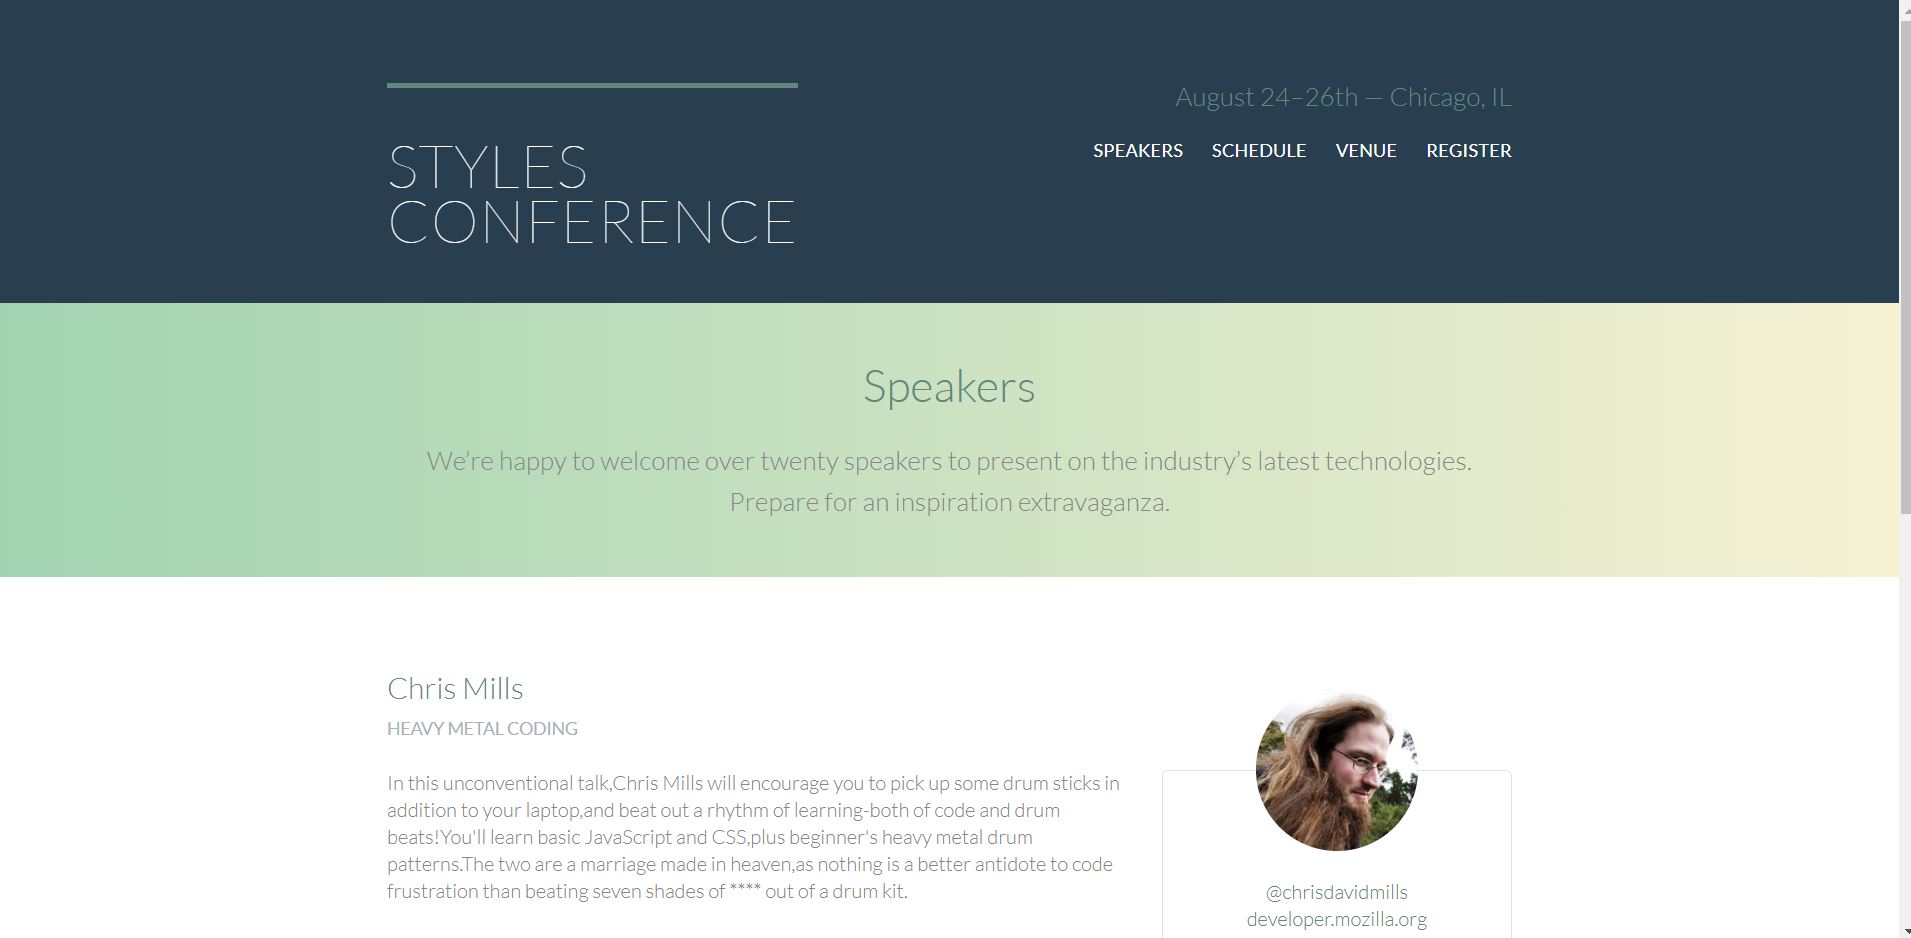 STYLES
CONFERENCE
August 24–26th — Chicago, IL
SPEAKERS SCHEDULE VENUE REGISTER
Speakers
We’re happy to welcome over twenty speakers to present on the industry’s latest technologies.
Prepare for an inspiration extravaganza.
Chris Mills
HEAVY METAL CODING
In this unconventional talk,Chris Mills will encourage you to pick up some drum sticks in
addition to your laptop,and beat out a rhythm of learning-both of code and drum
beats!You'll learn basic JavaScript and CSS,plus beginner's heavy metal drum
patterns.The two are a marriage made in heaven,as nothing is a better antidote to code
frustration than beating seven shades of **** out of a drum kit.
@chrisdavidmills
developer.mozilla.org